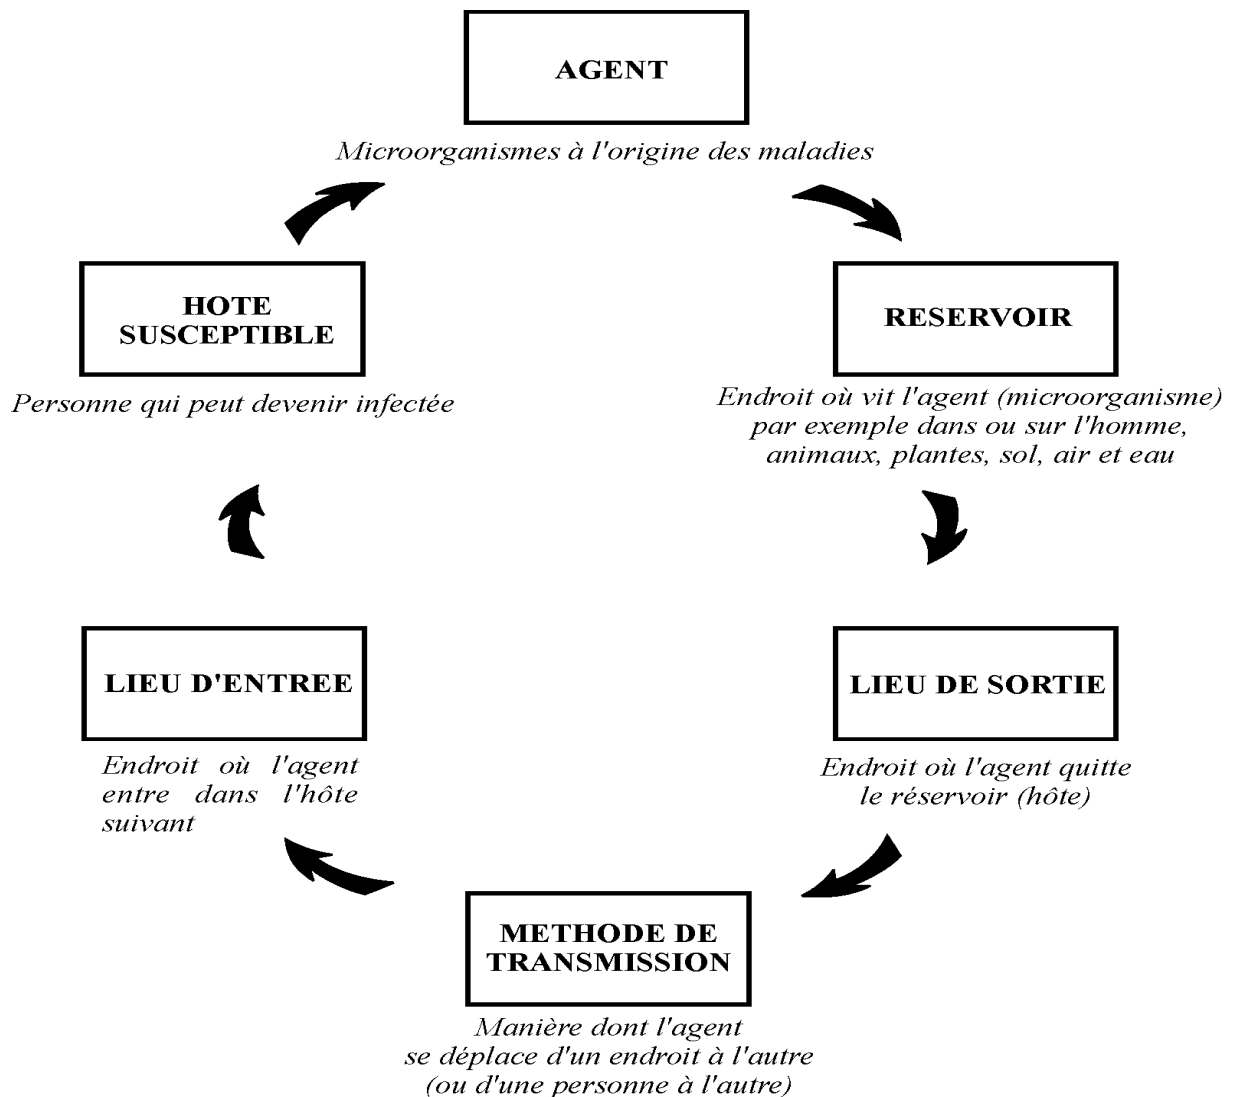 AGENT
Microorganismes à l'origine des maladies
RESERVOIR
Endroit où vit l'agent (microorganisme)
par exemple dans ou sur l'homme,
animaux, plantes, sol, air et eau
LIEU DE SORTIE
Endroit où l'agent quitte
le réservoir (hôte)
METHODE DE
TRANSMISSION
Manière dont l'agent
se déplace d'un endroit à l'autre
(ou d'une personne à l'autre)
LIEU D'ENTREE
Endroit où l'agent
entre dans l'hôte
suivant
HOTE
SUSCEPTIBLE
Personne qui peut devenir infectée